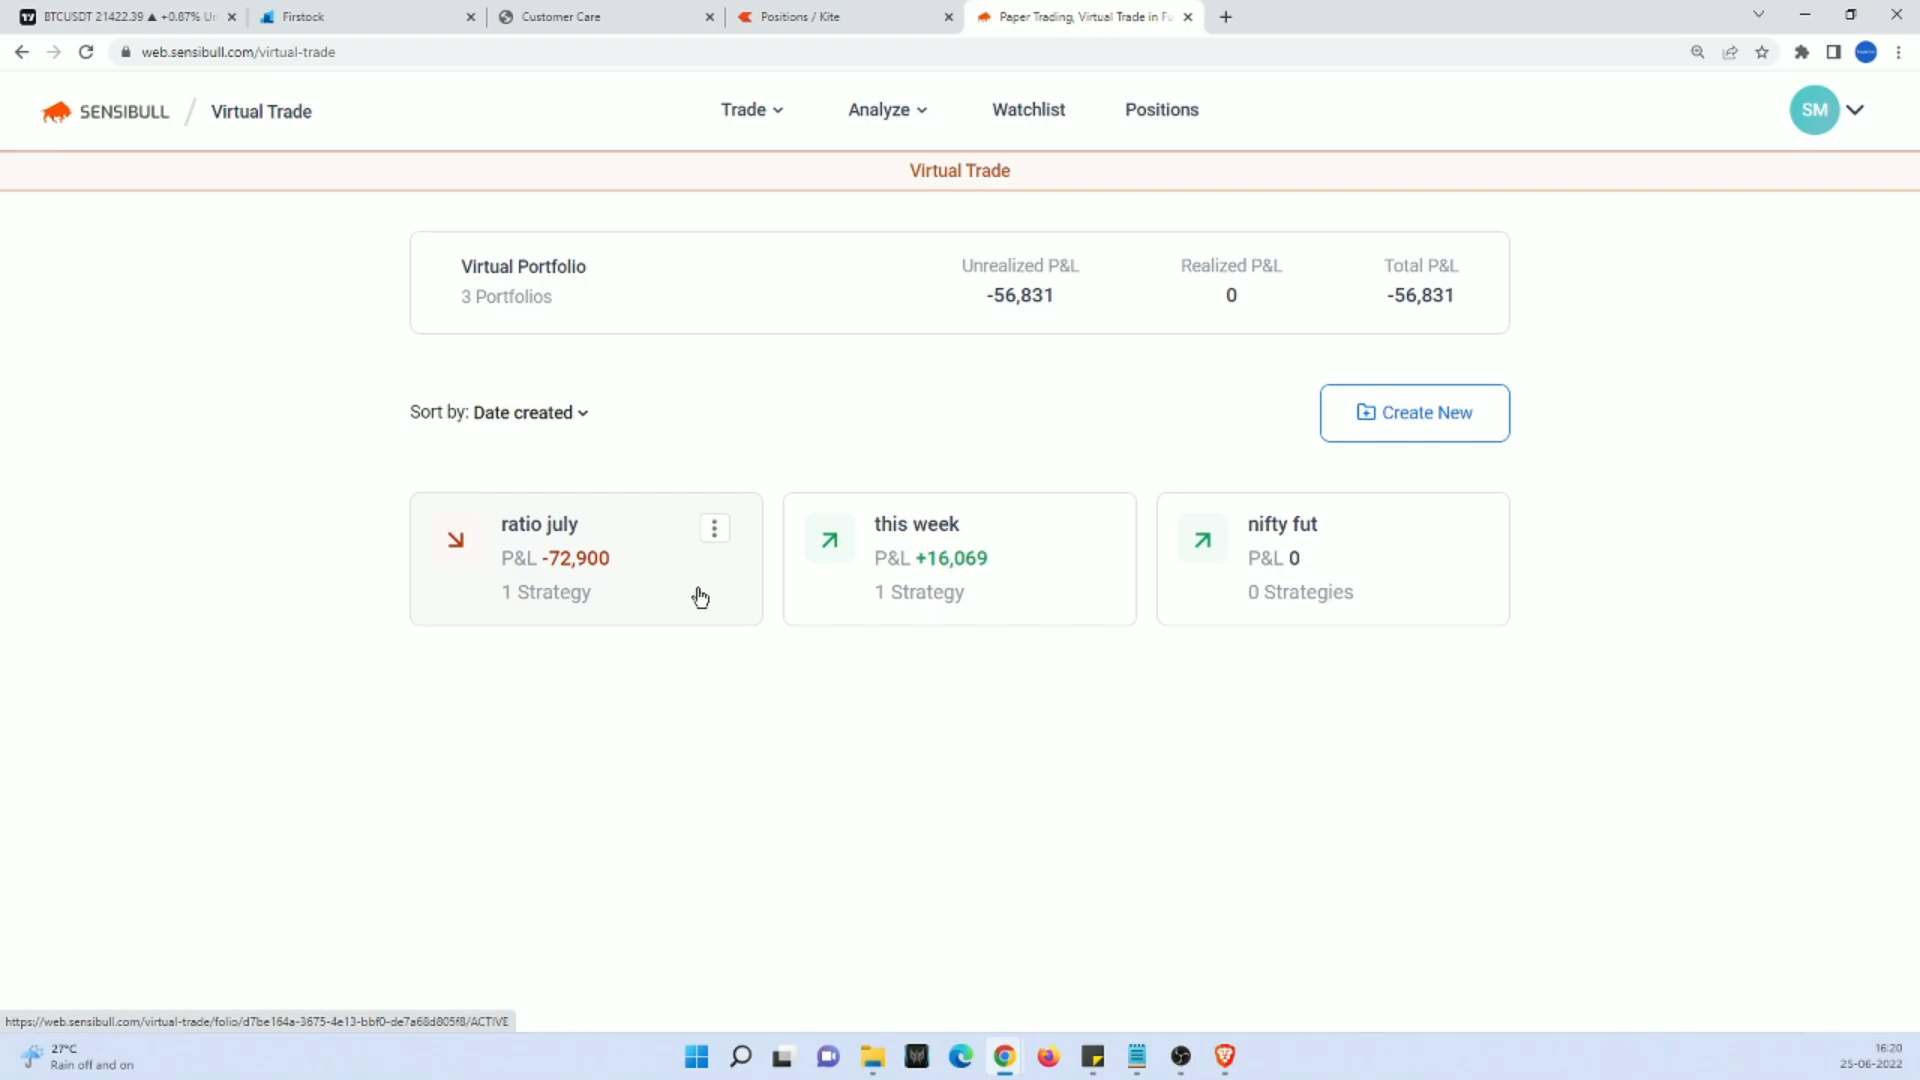 BTCUSDT 21422.39 ▲ +0.87% Un
Firstock
Customer Care
Positions / Kite
Paper Trading, Virtual Trade in Fu
web.sensibull.com/virtual-trade
SENSIBULL / Virtual Trade
Trade
Analyze
Watchlist
Positions
SM
Virtual Trade
Virtual Portfolio
3 Portfolios
Unrealized P&L
-56,831
Realized P&L
0
Total P&L
-56,831
Sort by: Date created
Create New
ratio july
P&L -72,900
1 Strategy
this week
P&L +16,069
1 Strategy
nifty fut
P&L 0
0 Strategies
https://web.sensibull.com/virtual-trade/folio/d7be164a-3675-4e13-bbf0-de7a68d805f8/ACTIVE
27°C
Rain off and on
16:20
25-06-2022